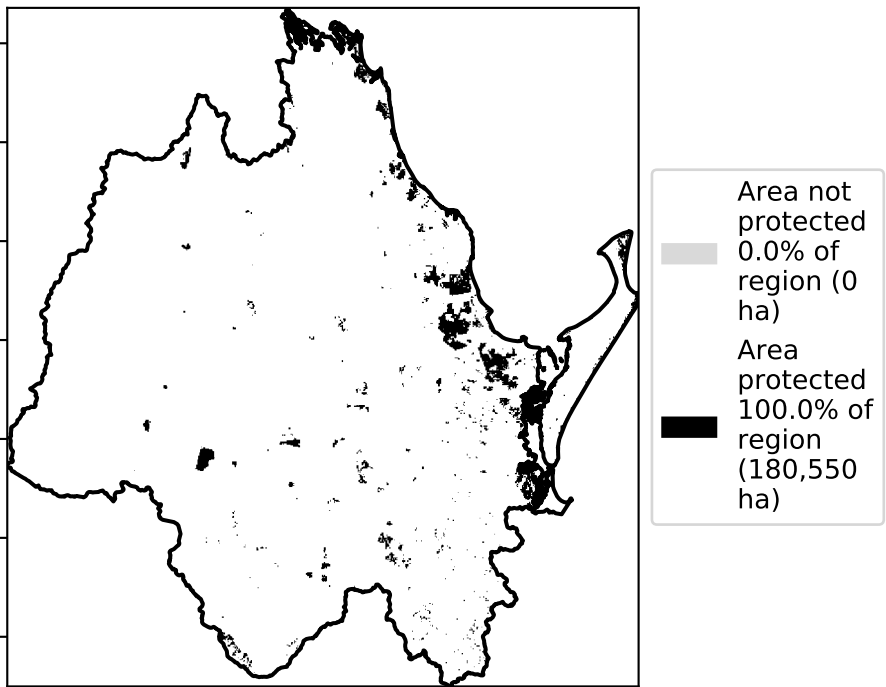 Area not
protected
0.0% of
region (0
ha)
Area
protected
100.0% of
region
(180,550
ha)